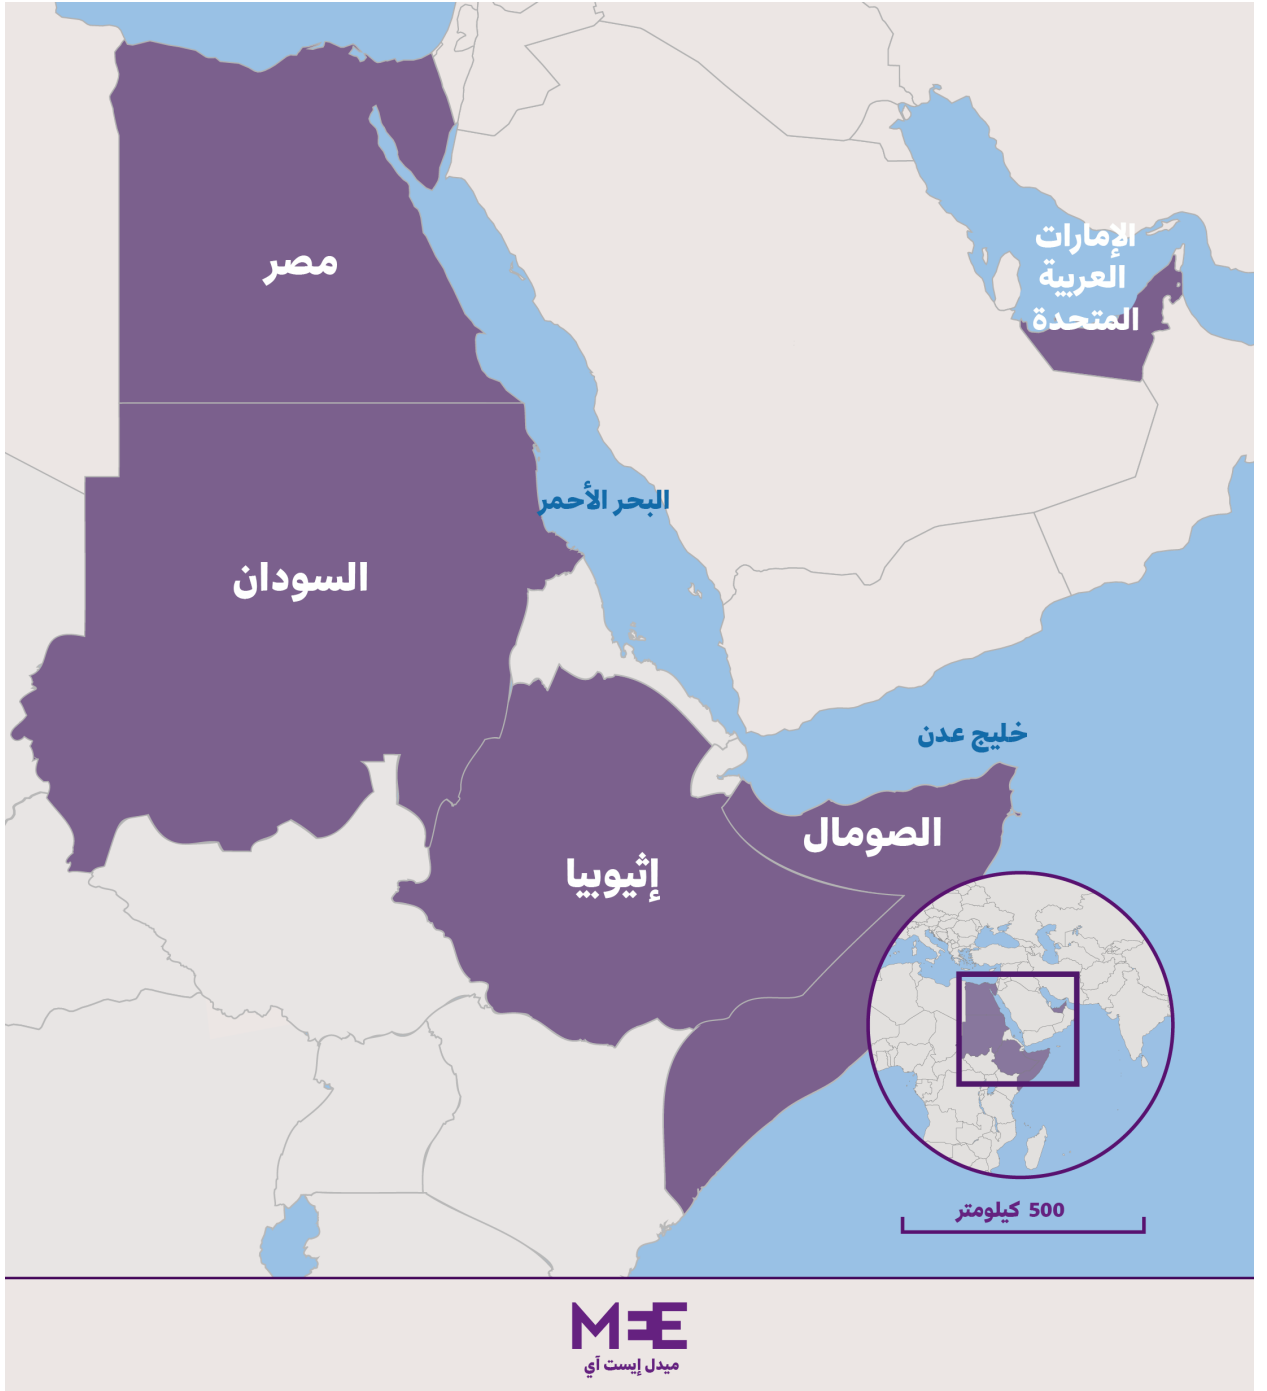 الإمارات
العربية
المتحدة
مصر
البحر الأحمر
السودان
خليج عدن
الصومال
إثيوبيا
500 كيلومتر
MEE
ميدل إيست آي